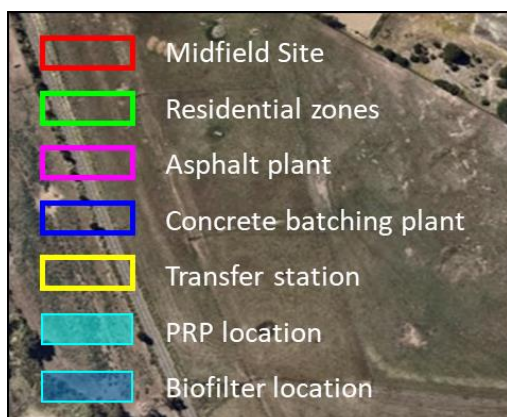 Midfield Site
Residential zones
Asphalt plant
Concrete batching plant
Transfer station
PRP location
Biofilter location